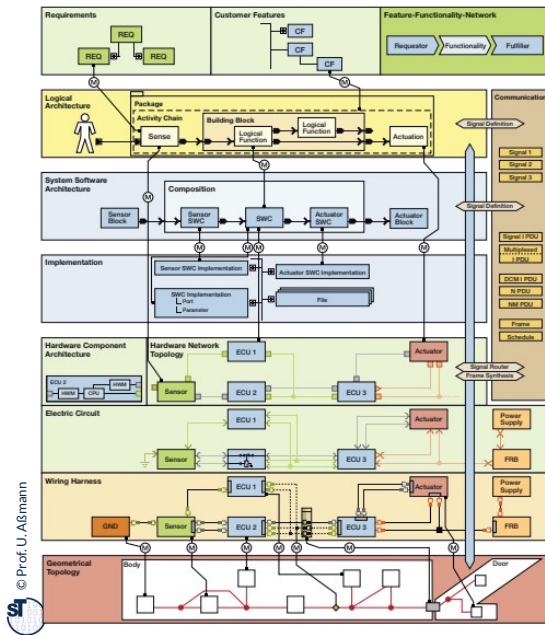 Requirements
REQ
REQ
REQ
Customer Features
CF
CF
CF
Feature-Functionality-Network
Requestor
Functionality
Fulfiller
M
M
Logical
Architecture
Package
Activity Chain
Building Block
Sense
Logical
Function
Logical
Function
Actuation
Communication
Signal Definition
Signal 1
Signal 2
Signal 3
M
M
M
System Software
Architecture
Composition
Sensor
Block
Sensor
SWC
SWC
Actuator
SWC
Actuator
Block
Signal Definition
M
M
M
M
M
Implementation
Sensor SWC Implementation
Actuator SWC Implementation
SWC Implementation
Port
Parameter
File
Signal I PDU
Multiplexed
I PDU
DCM I PDU
N PDU
NM PDU
Frame
Schedule
Hardware Component
Architecture
ECU 2
HWM
CPU
HWM
Hardware Network
Topology
ECU 1
Actuator
Sensor
ECU 2
ECU 3
Signal Router
Frame Synthesis
Electric Circuit
ECU 1
Actuator
Power
Supply
Sensor
ECU 3
FRB
Wiring Harness
ECU 1
Actuator
Power
Supply
GND
Sensor
ECU 2
ECU 3
FRB
M
M
M
M
M
M
M
M
Geometrical
Topology
Body
Door
© Prof. U. Aßmann
ST